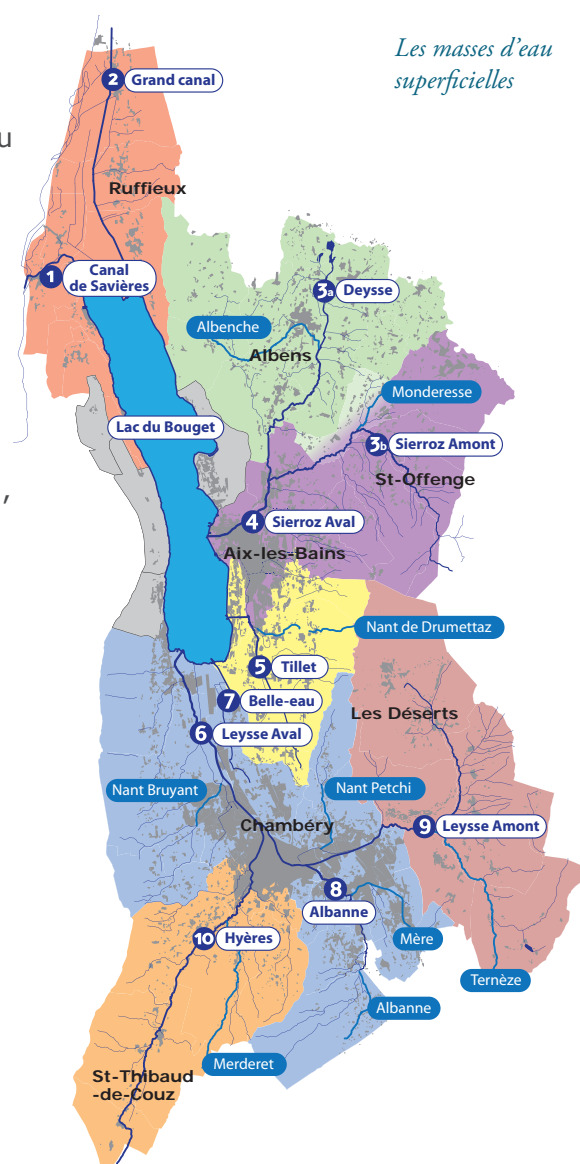 Les masses d'eau
superficielles
u
2 Grand canal
Ruffieux
1 Canal
de Savières
3a Deysse
Albenche
Albens
Monderesse
Lac du Bouget
3b Sierroz Amont
St-Offenge
,
4 Sierroz Aval
Aix-les-Bains
Nant de Drumettaz
5 Tillet
7 Belle-eau
Les Déserts
6 Leysse Aval
Nant Bruyant
Nant Petchi
Chambéry
9 Leysse Amont
8
Albanne
10 Hyères
Mère
Ternèze
Albanne
Merderet
St-Thibaud
-de-Couz